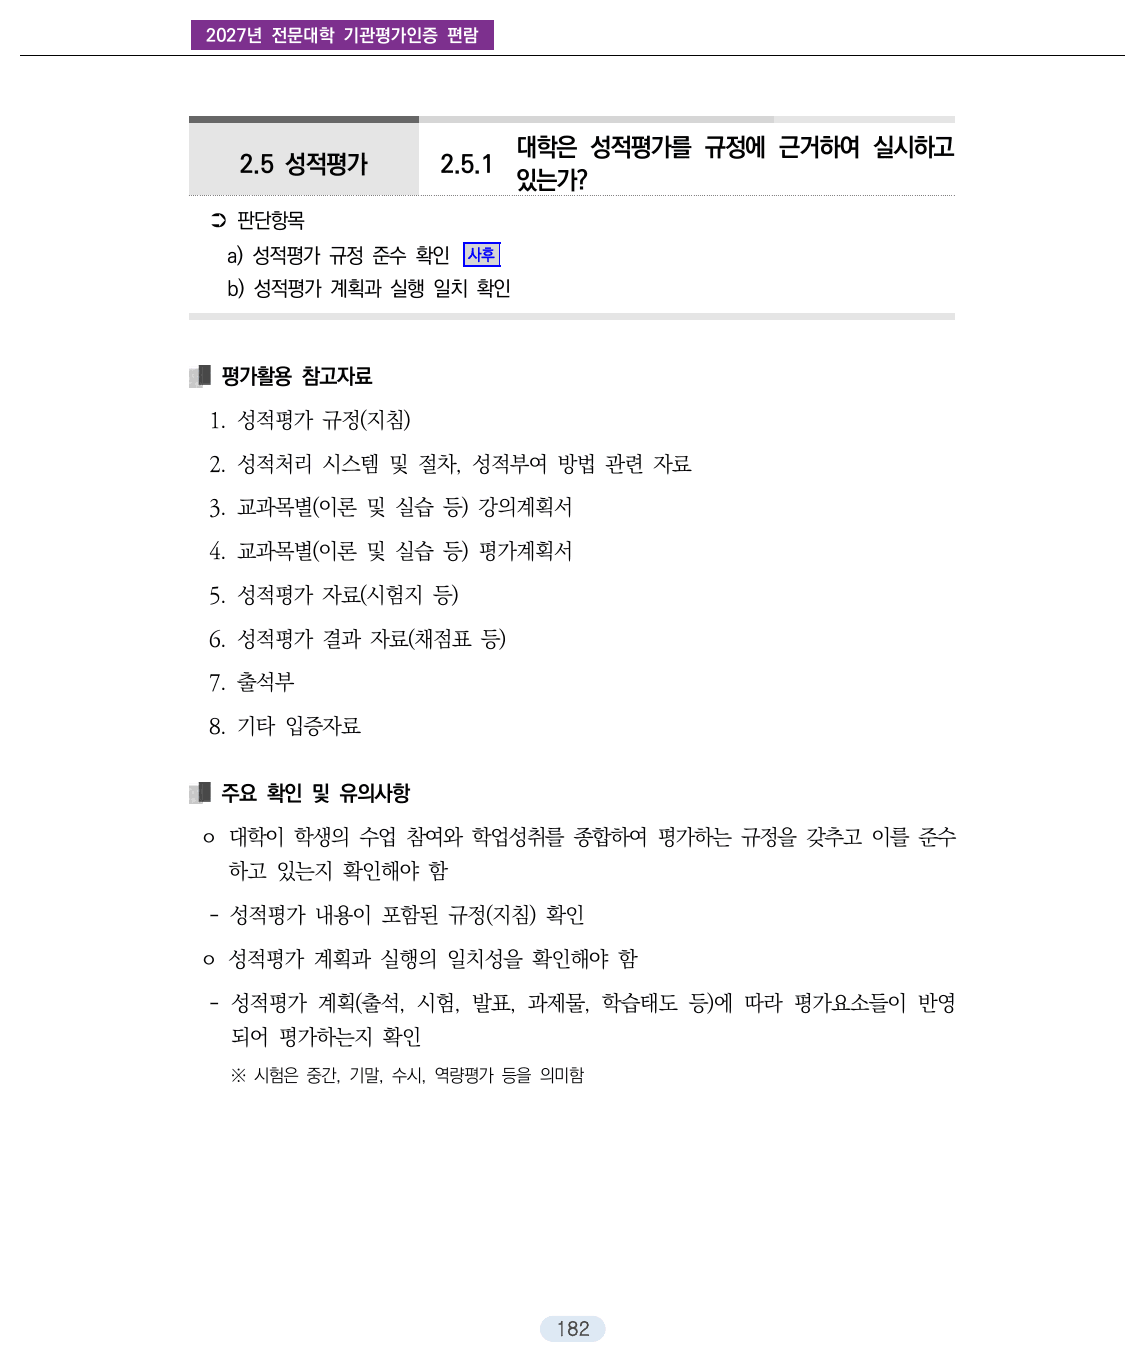 2027년 전문대학 기관평가인증 편람
2.5 성적평가
2.5.1
대학은 성적평가를 규정에 근거하여 실시하고
있는가?
➲ 판단항목
a) 성적평가 규정 준수 확인 사후
b) 성적평가 계획과 실행 일치 확인
평가활용 참고자료
1. 성적평가 규정(지침)
2. 성적처리 시스템 및 절차, 성적부여 방법 관련 자료
3. 교과목별(이론 및 실습 등) 강의계획서
4. 교과목별(이론 및 실습 등) 평가계획서
5. 성적평가 자료(시험지 등)
6. 성적평가 결과 자료(채점표 등)
7. 출석부
8. 기타 입증자료
주요 확인 및 유의사항
ㅇ 대학이 학생의 수업 참여와 학업성취를 종합하여 평가하는 규정을 갖추고 이를 준수
하고 있는지 확인해야 함
- 성적평가 내용이 포함된 규정(지침) 확인
ㅇ 성적평가 계획과 실행의 일치성을 확인해야 함
- 성적평가 계획(출석, 시험, 발표, 과제물, 학습태도 등)에 따라 평가요소들이 반영
되어 평가하는지 확인
※ 시험은 중간, 기말, 수시, 역량평가 등을 의미함
182